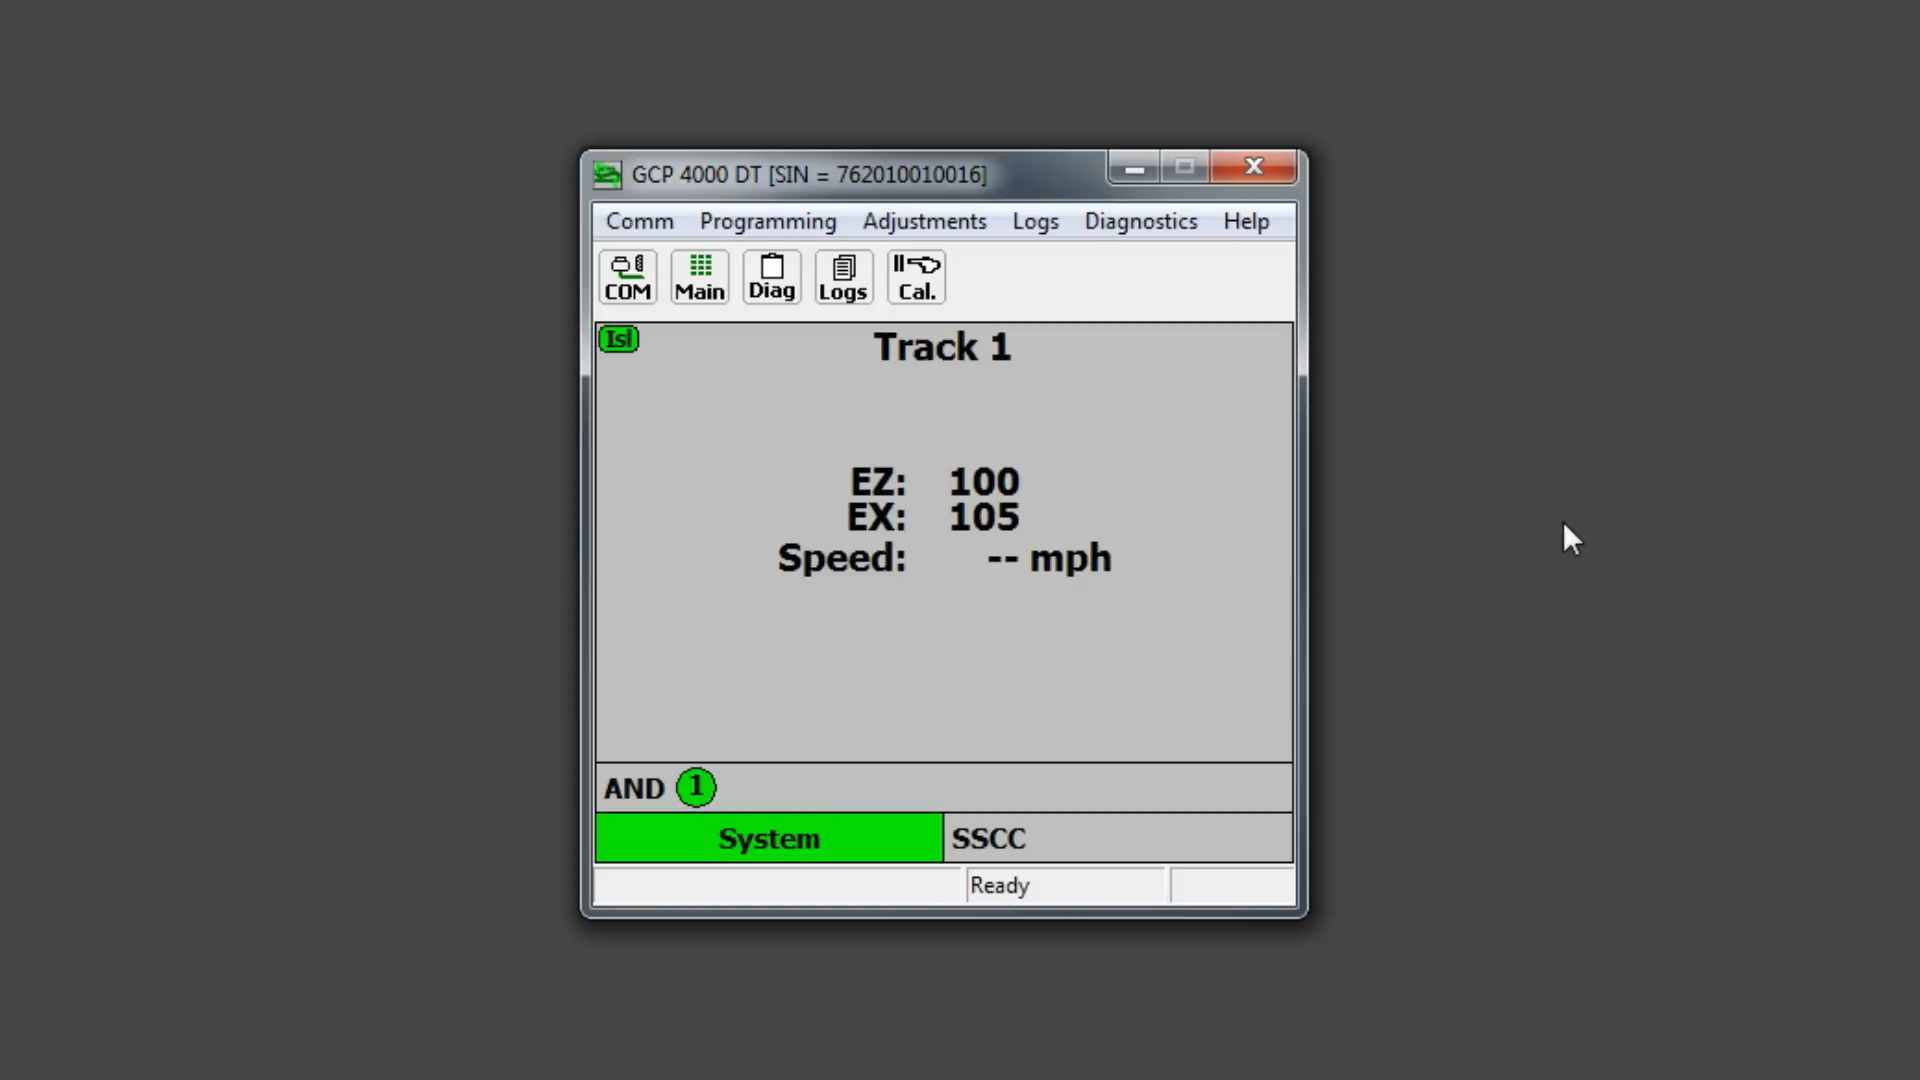 GCP 4000 DT [SIN = 762010010016]
Comm Programming Adjustments Logs Diagnostics Help
COM Main Diag Logs Cal.
Isl
Track 1
EZ: 100
EX: 105
Speed: -- mph
AND 1
System SSCC
Ready